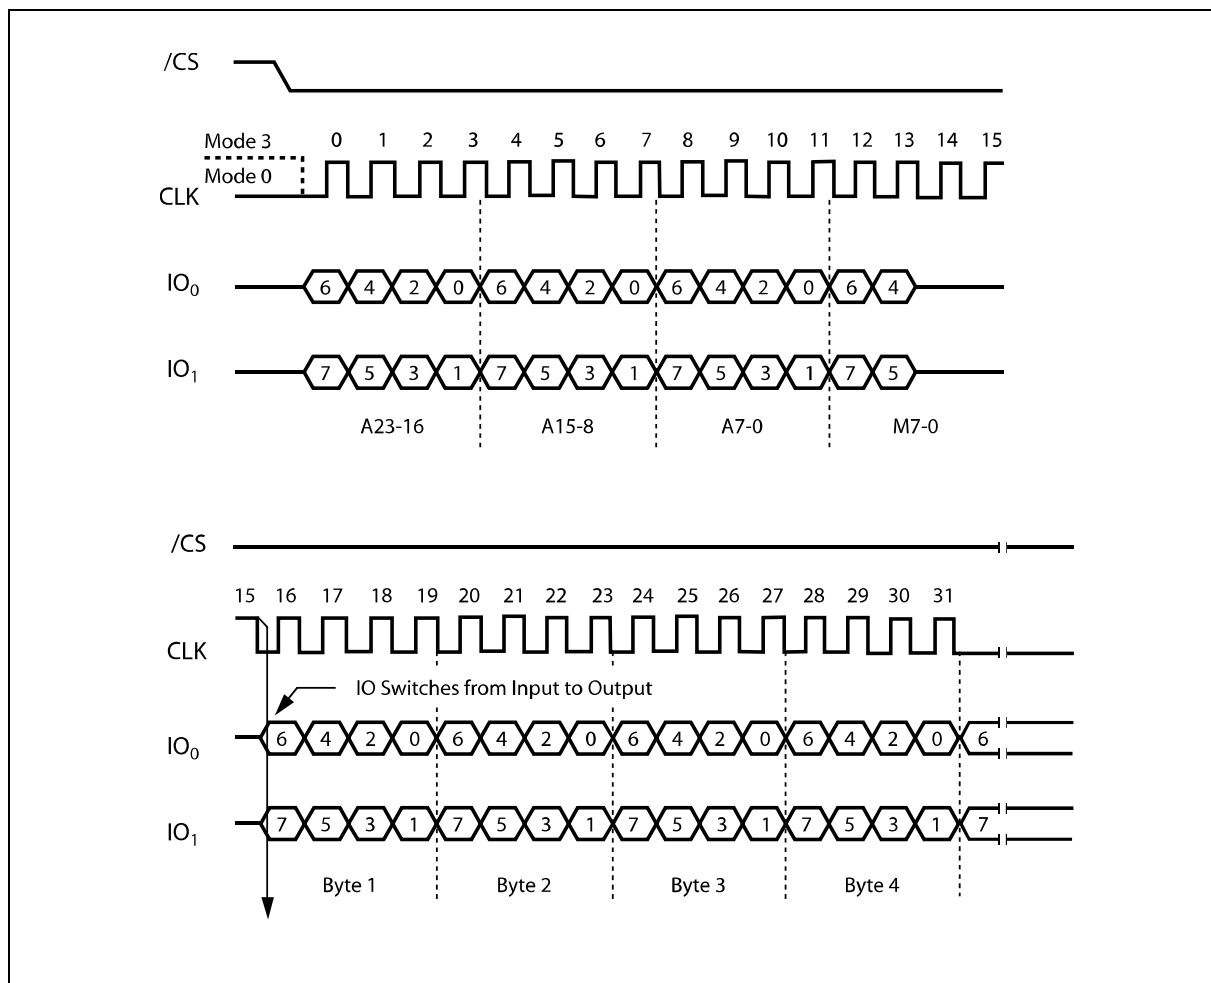 /CS
Mode 3 0 1 2 3 4 5 6 7 8 9 10 11 12 13 14 15
Mode 0
CLK
IO0 6 4 2 0 6 4 2 0 6 4 2 0 6 4
IO1 7 5 3 1 7 5 3 1 7 5 3 1 7 5
A23-16 A15-8 A7-0 M7-0
/CS
15 16 17 18 19 20 21 22 23 24 25 26 27 28 29 30 31
CLK
IO Switches from Input to Output
IO0 6 4 2 0 6 4 2 0 6 4 2 0 6 4 2 0 6
IO1 7 5 3 1 7 5 3 1 7 5 3 1 7 5 3 1 7
Byte 1 Byte 2 Byte 3 Byte 4